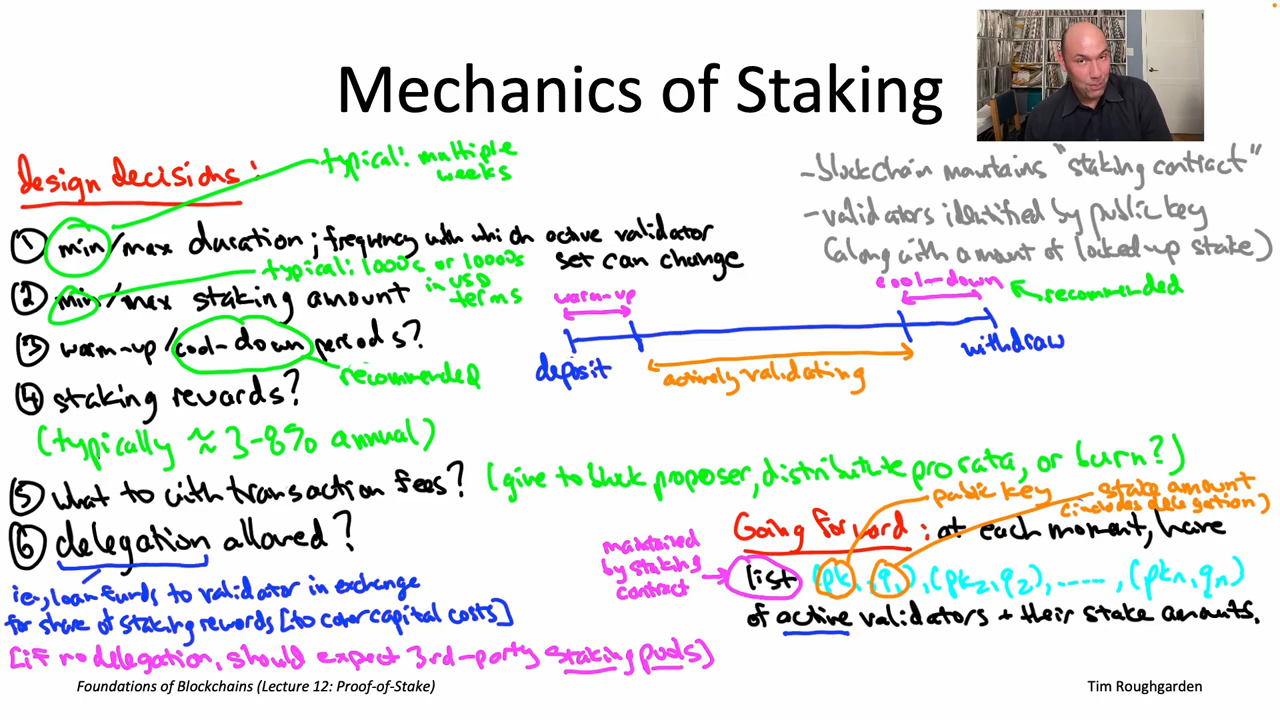 Mechanics of Staking
design decisions:
typical: multiple
weeks
① min/max duration; frequency with which active validator
set can change
typical: 1000s or 10000s
in USD
terms
② min/max staking amount
③ warm-up/cool-down periods?
recommended
④ staking rewards?
(typically ≈ 3-8% annual)
⑤ what to with transaction fees?
(give to block proposer, distribute pro rata, or burn?)
⑥ delegation allowed?
i.e., loan funds to validator in exchange
for share of staking rewards [to cover capital costs]
[if no delegation, should expect 3rd-party staking pools]
- blockchain maintains "staking contract"
- validators identified by public key
(along with amount of locked up stake)
warm-up
cool-down
recommended
deposit
actively validating
withdraw
public key
stake amount
(includes delegation)
Going forward: at each moment, have
maintained
by staking
contract
list (pk₁, q₁), (pk₂, q₂), ....., (pkn, qn)
of active validators + their stake amounts.
Foundations of Blockchains (Lecture 12: Proof-of-Stake)
Tim Roughgarden